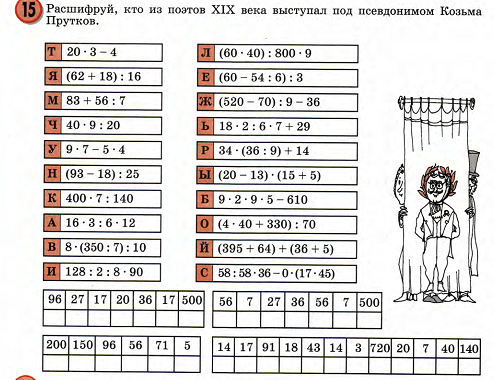 15 Расшифруй, кто из поэтов XIX века выступал под псевдонимом Козьма
Прутков.
Т 20 · 3 – 4
Я (62 + 18) : 16
М 83 + 56 : 7
Ч 40 · 9 : 20
У 9 · 7 – 5 · 4
Н (93 – 18) : 25
К 400 · 7 : 140
А 16 · 3 : 6 · 12
В 8 · (350 : 7) : 10
И 128 : 2 : 8 · 90
Л (60 · 40) : 800 · 9
Е (60 – 54 : 6) : 3
Ж (520 – 70) : 9 – 36
Ь 18 · 2 : 6 · 7 + 29
Р 34 · (36 : 9) + 14
Ы (20 – 13) · (15 + 5)
Б 9 · 2 · 9 · 5 – 610
О (4 · 40 + 330) : 70
Й (395 + 64) + (36 + 5)
С 58 : 58 · 36 – 0 · (17 · 45)
96 27 17 20 36 17 500
56 7 27 36 56 7 500
200 150 96 56 71 5
14 17 91 18 43 14 3 720 20 7 40 140